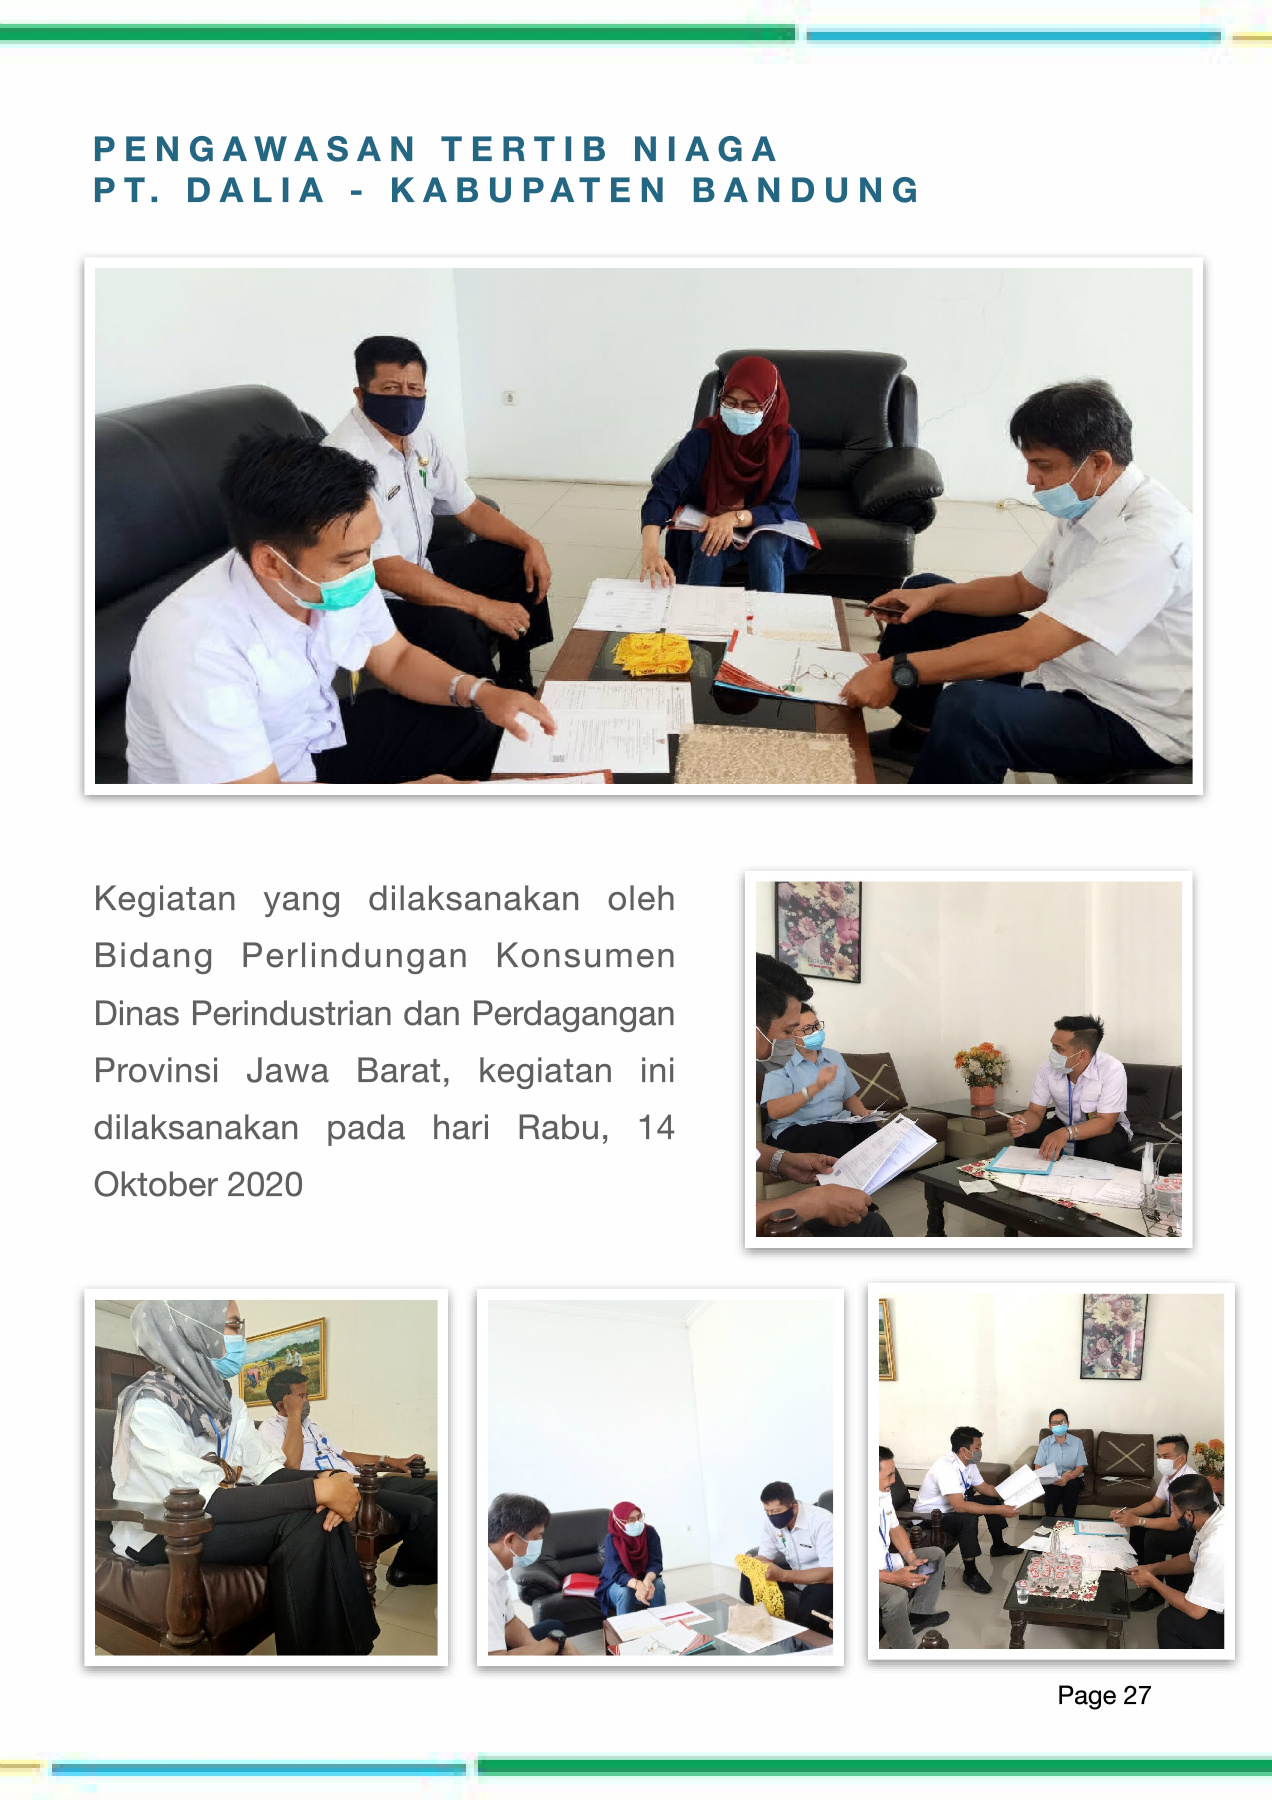 PENGAWASAN TERTIB NIAGA
PT. DALIA - KABUPATEN BANDUNG
Kegiatan yang dilaksanakan oleh
Bidang Perlindungan Konsumen
Dinas Perindustrian dan Perdagangan
Provinsi Jawa Barat, kegiatan ini
dilaksanakan pada hari Rabu, 14
Oktober 2020
Page 27